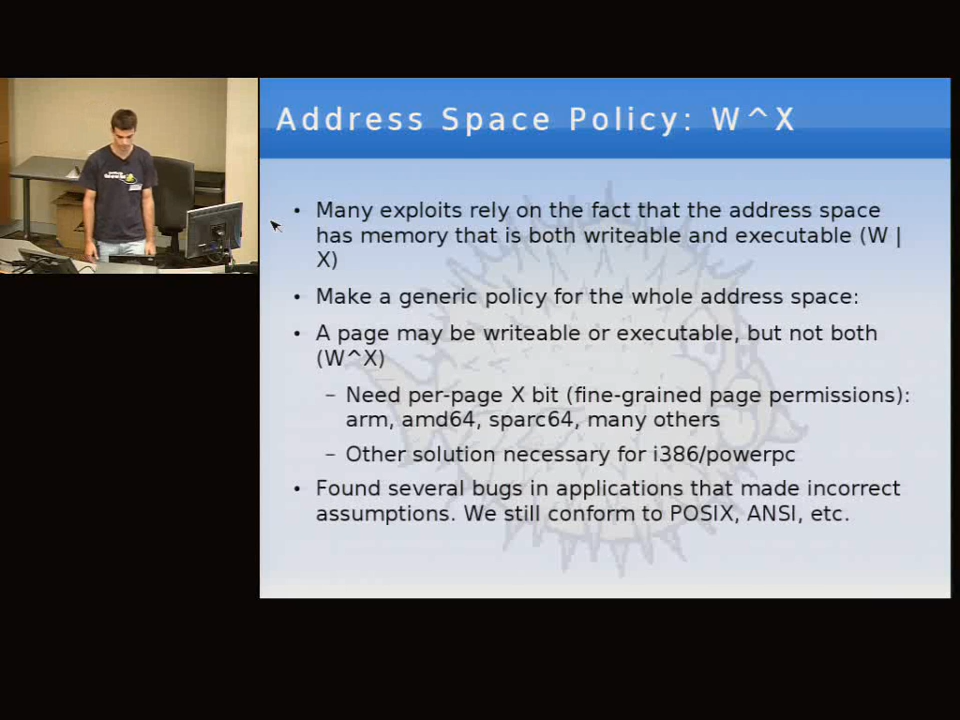 Address Space Policy: W^X
• Many exploits rely on the fact that the address space
has memory that is both writeable and executable (W |
X)
• Make a generic policy for the whole address space:
• A page may be writeable or executable, but not both
(W^X)
– Need per-page X bit (fine-grained page permissions):
arm, amd64, sparc64, many others
– Other solution necessary for i386/powerpc
• Found several bugs in applications that made incorrect
assumptions. We still conform to POSIX, ANSI, etc.